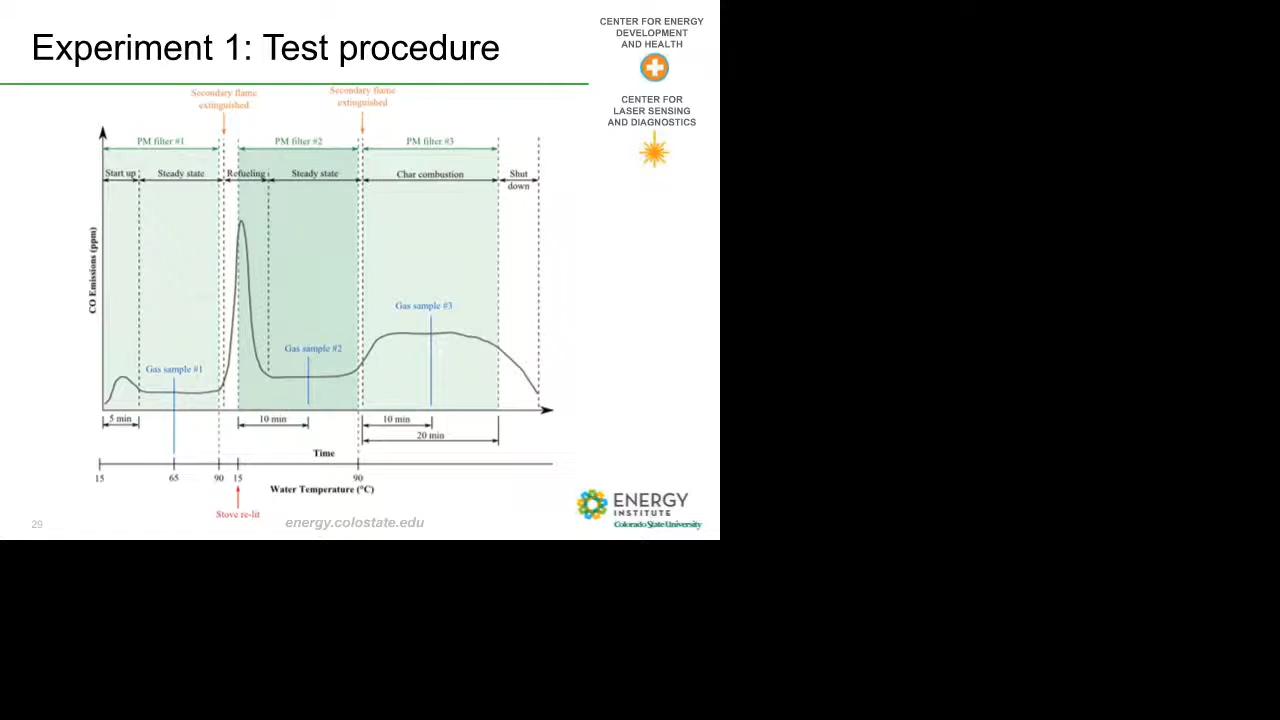 Experiment 1: Test procedure
CENTER FOR ENERGY
DEVELOPMENT
AND HEALTH
CENTER FOR
LASER SENSING
AND DIAGNOSTICS
Secondary flame
extinguished
Secondary flame
extinguished
PM filter #1
PM filter #2
PM filter #3
Start up
Steady state
Refueling
Steady state
Char combustion
Shut
down
CO Emissions (ppm)
Gas sample #1
Gas sample #2
Gas sample #3
5 min
10 min
10 min
20 min
Time
15
65
90
15
90
Water Temperature (°C)
Stove re-lit
29
energy.colostate.edu
ENERGY
INSTITUTE
Colorado State University